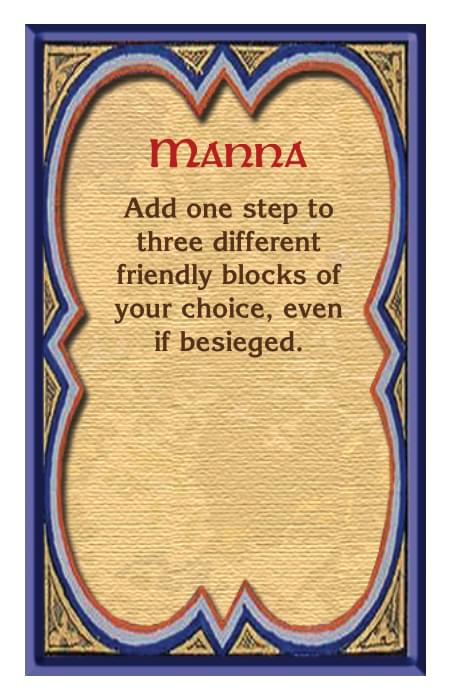 Manna
Add one step to
three different
friendly blocks of
your choice, even
if besieged.